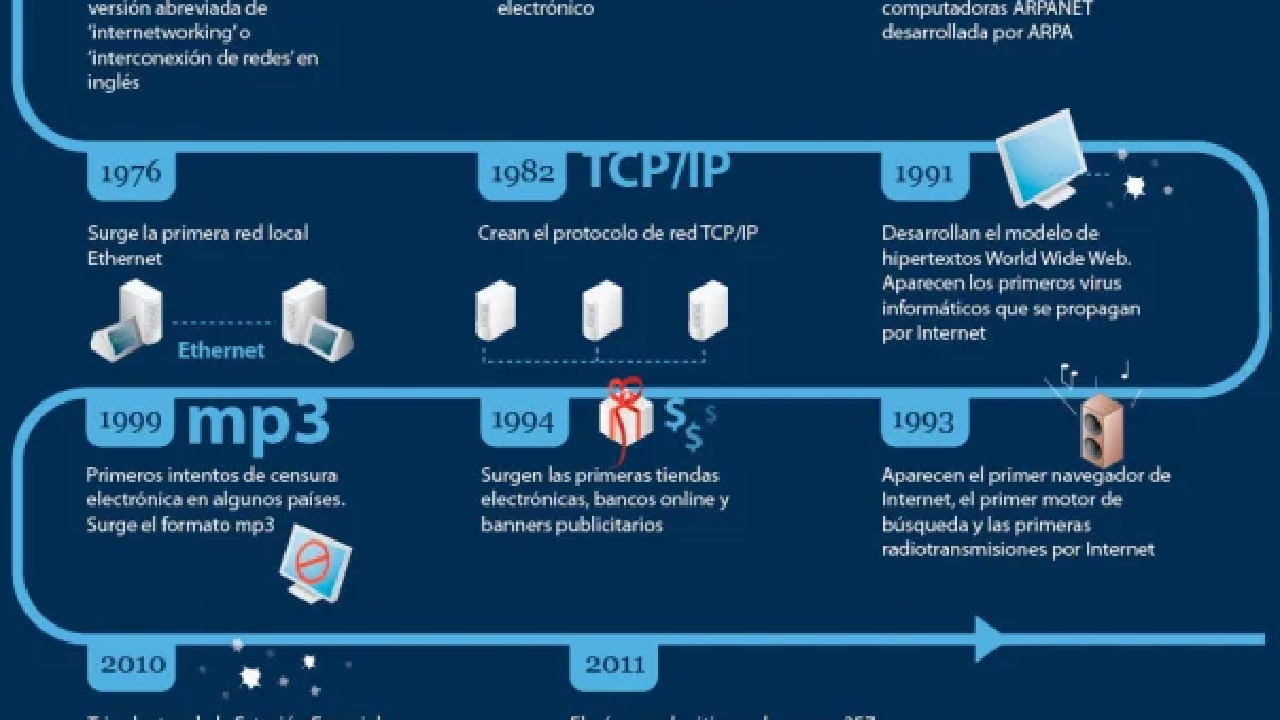 versión abreviada de
'internetworking' o
'interconexión de redes' en
inglés
electrónico
computadoras ARPANET
desarrollada por ARPA
1976
Surge la primera red local
Ethernet
Ethernet
1982 TCP/IP
Crean el protocolo de red TCP/IP
1991
Desarrollan el modelo de
hipertextos World Wide Web.
Aparecen los primeros virus
informáticos que se propagan
por Internet
1999 mp3
Primeros intentos de censura
electrónica en algunos países.
Surge el formato mp3
1994 $ $ $
Surgen las primeras tiendas
electrónicas, bancos online y
banners publicitarios
1993
Aparecen el primer navegador de
Internet, el primer motor de
búsqueda y las primeras
radiotransmisiones por Internet
2010
2011